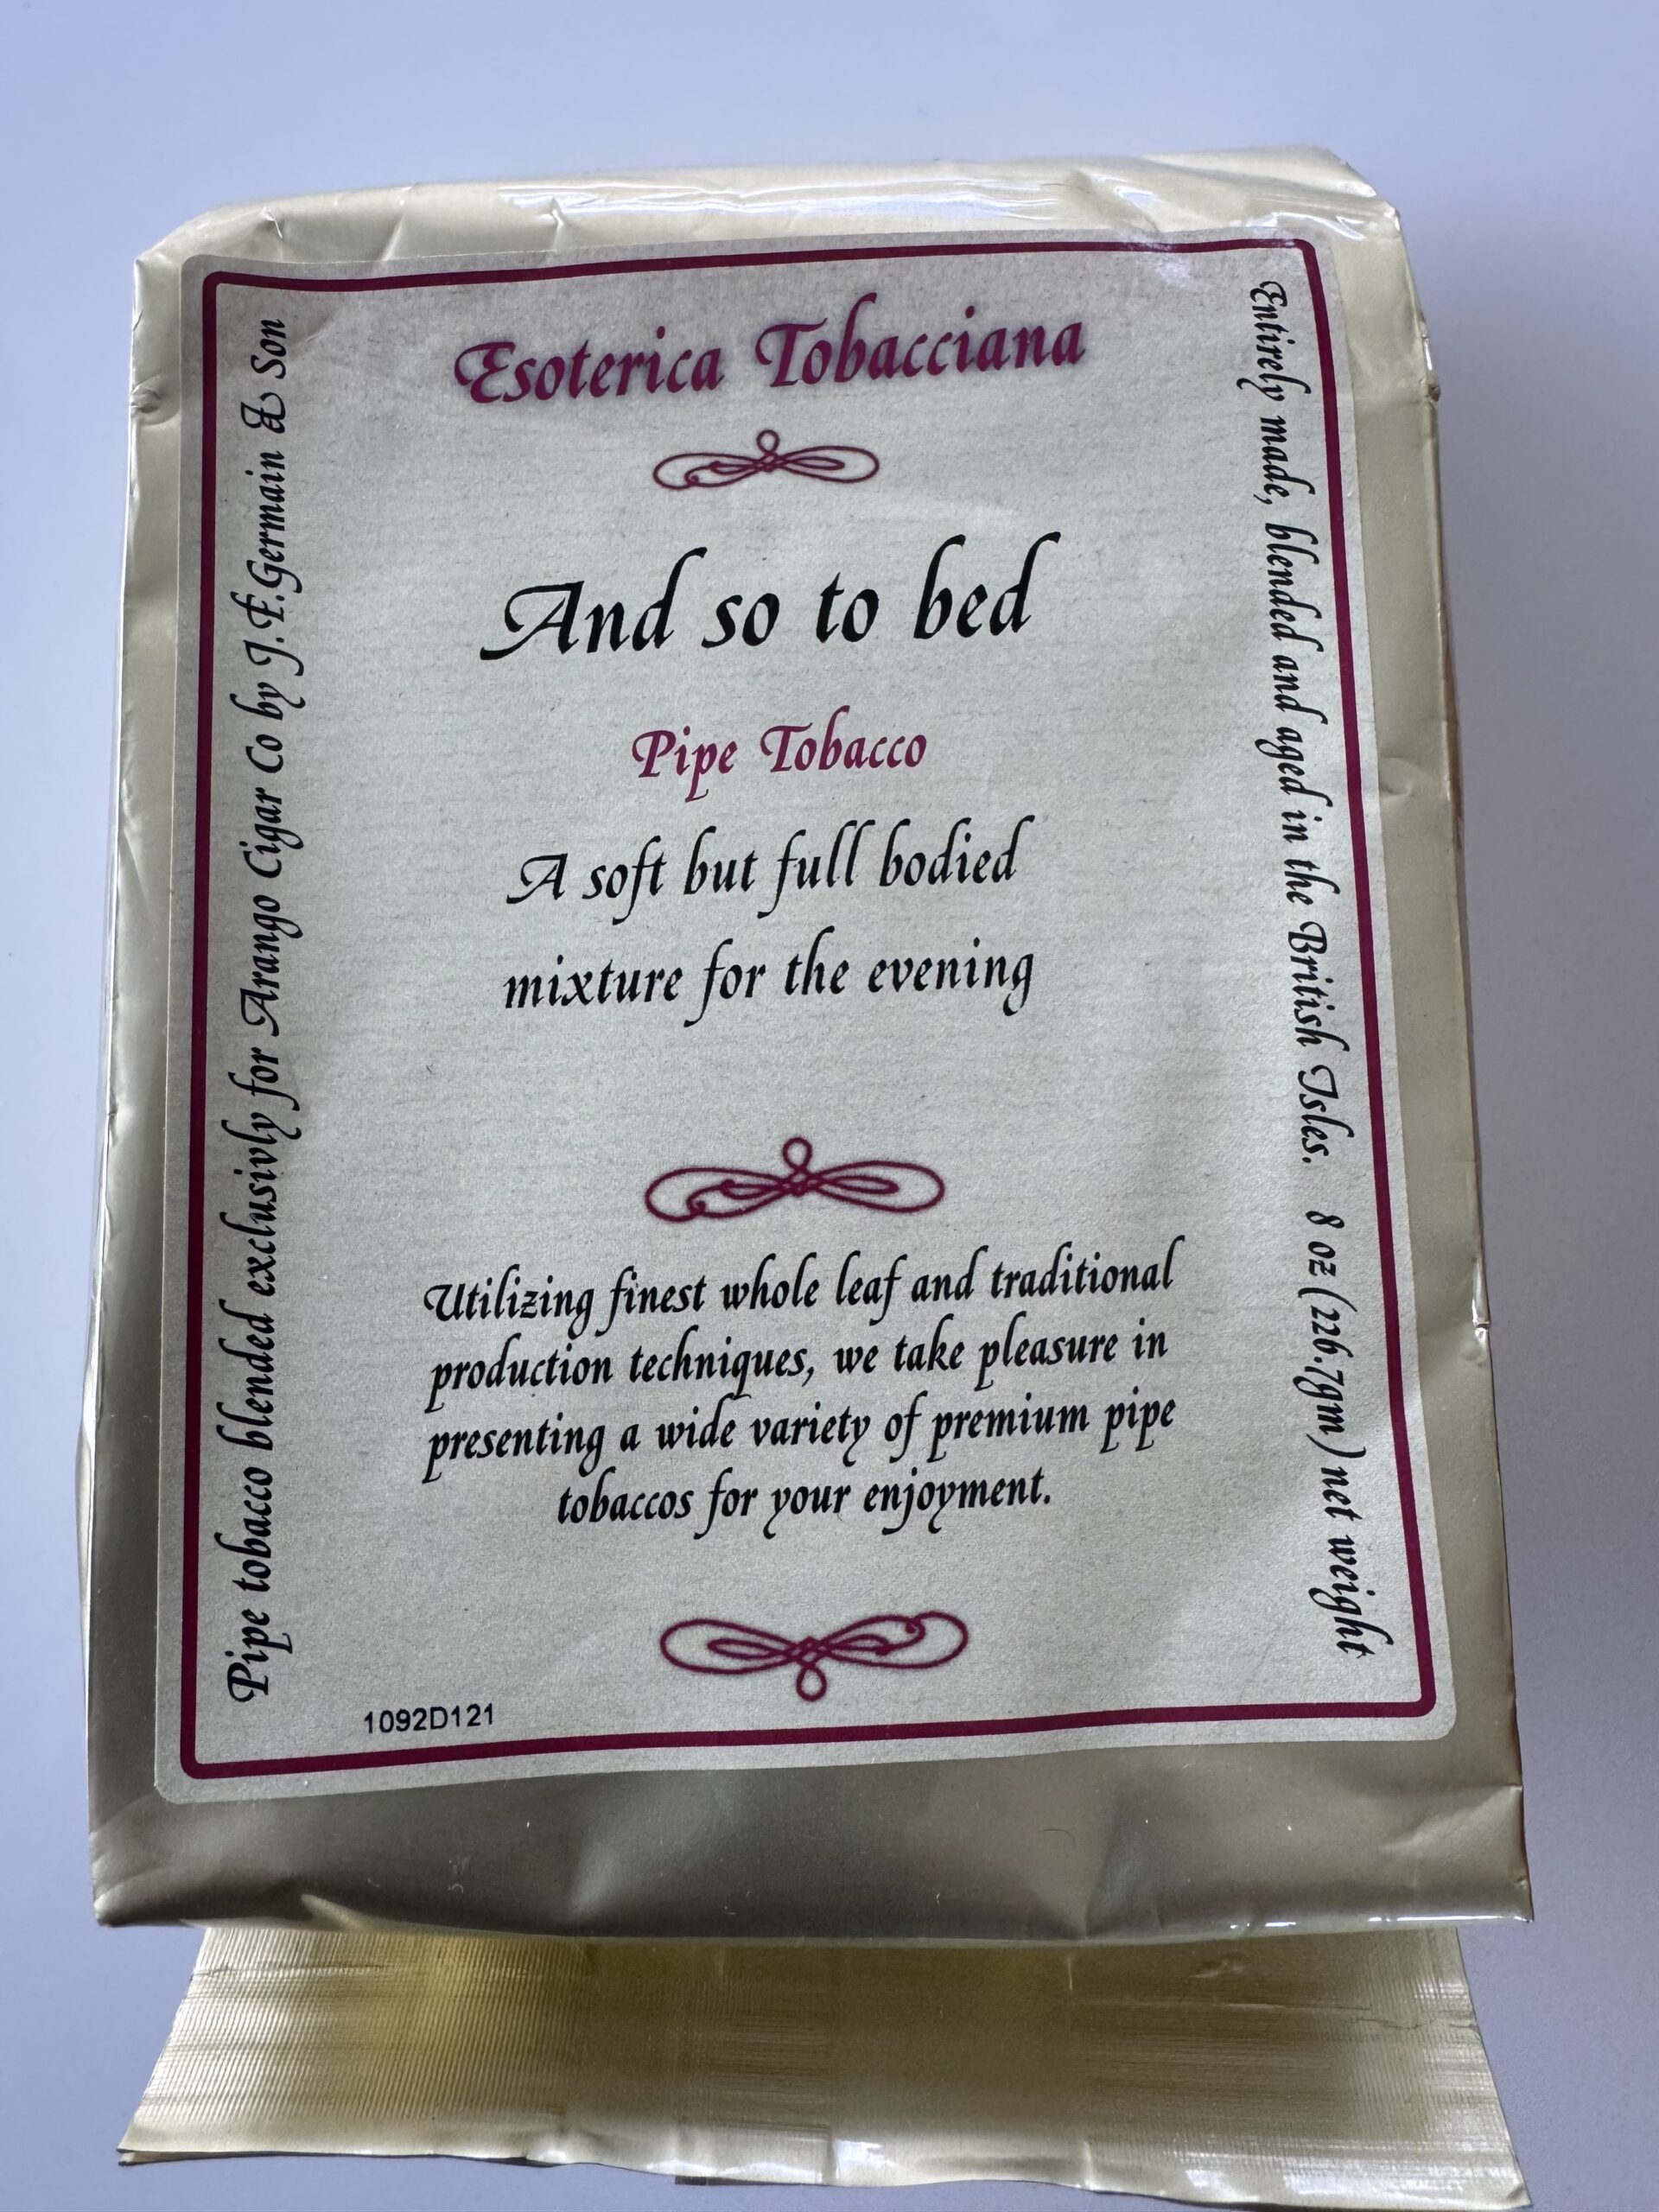 Esoterica Tobacciana
And so to bed
Pipe Tobacco
A soft but full bodied
mixture for the evening
Utilizing finest whole leaf and traditional
production techniques, we take pleasure in
presenting a wide variety of premium pipe
tobaccos for your enjoyment.
1092D121
Pipe tobacco blended exclusivly for Arango Cigar Co by J.F.Germain & Son
Entirely made, blended and aged in the British Isles. 8 oz (226.7gm) net weight